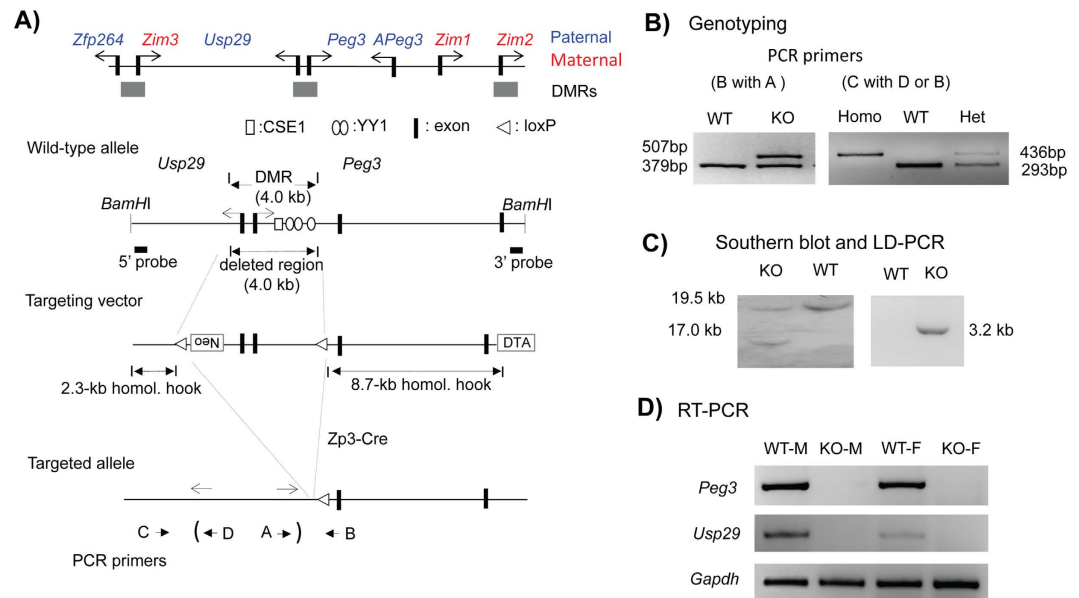 A)
Zfp264 Zim3 Usp29 Peg3 APeg3 Zim1 Zim2 Paternal
Maternal
DMRs
:CSE1 :YY1 : exon : loxP
Wild-type allele
Usp29 Peg3
DMR
(4.0 kb)
BamHI BamHI
5' probe 3' probe
deleted region
(4.0 kb)
Targeting vector
Neo DTA
2.3-kb homol. hook 8.7-kb homol. hook
Zp3-Cre
Targeted allele
C ( D A ) B
PCR primers
B) Genotyping
PCR primers
(B with A ) (C with D or B)
WT KO Homo WT Het
507bp 436bp
379bp 293bp
C) Southern blot and LD-PCR
KO WT WT KO
19.5 kb
17.0 kb 3.2 kb
D) RT-PCR
WT-M KO-M WT-F KO-F
Peg3
Usp29
Gapdh